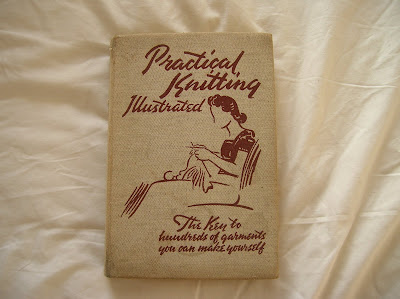 Practical
Knitting
Illustrated
The Key to
hundreds of garments
you can make yourself